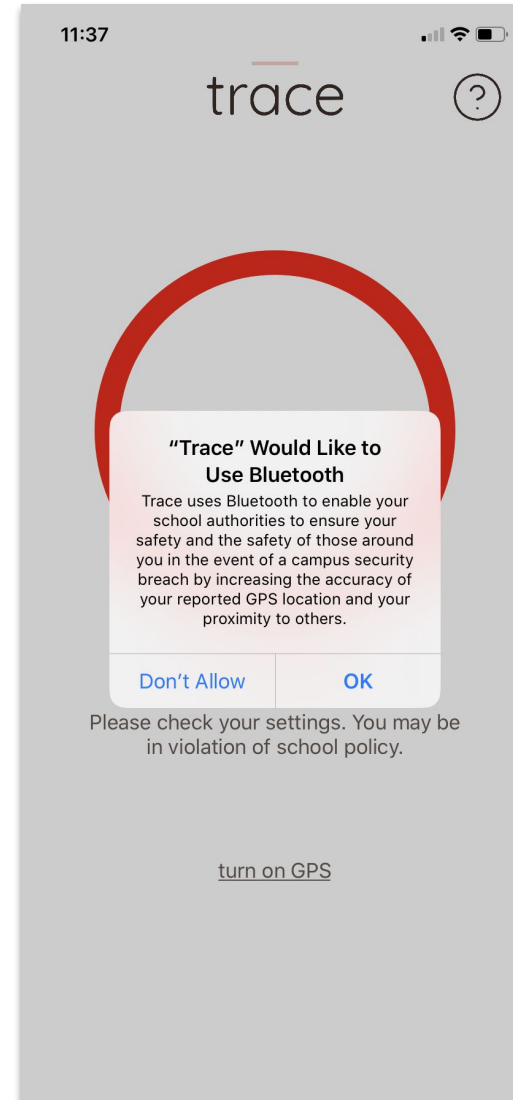 11:37
trace
?
“Trace” Would Like to
Use Bluetooth
Trace uses Bluetooth to enable your
school authorities to ensure your
safety and the safety of those around
you in the event of a campus security
breach by increasing the accuracy of
your reported GPS location and your
proximity to others.
Don’t Allow OK
Please check your settings. You may be
in violation of school policy.
turn on GPS